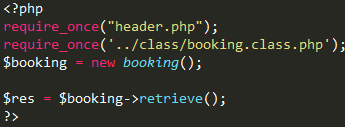 <?php
require_once("header.php");
require_once('../class/booking.class.php');
$booking = new booking();
$res = $booking->retrieve();
?>